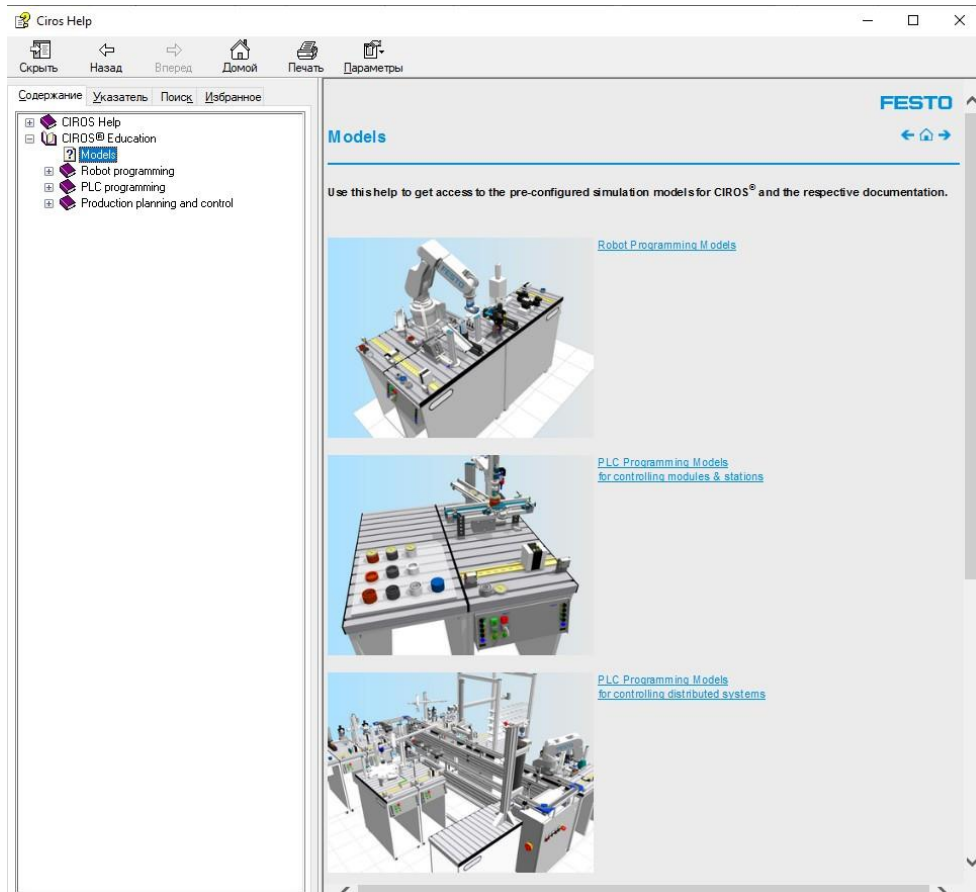 Ciros Help
Скрыть Назад Вперед Домой Печать Параметры
Содержание Указатель Поиск Избранное
CIROS Help
CIROS® Education
Models
Robot programming
PLC programming
Production planning and control
FESTO
Models
Use this help to get access to the pre-configured simulation models for CIROS® and the respective documentation.
FESTO
Robot Programming Models
PLC Programming Models
for controlling modules & stations
PLC Programming Models
for controlling distributed systems